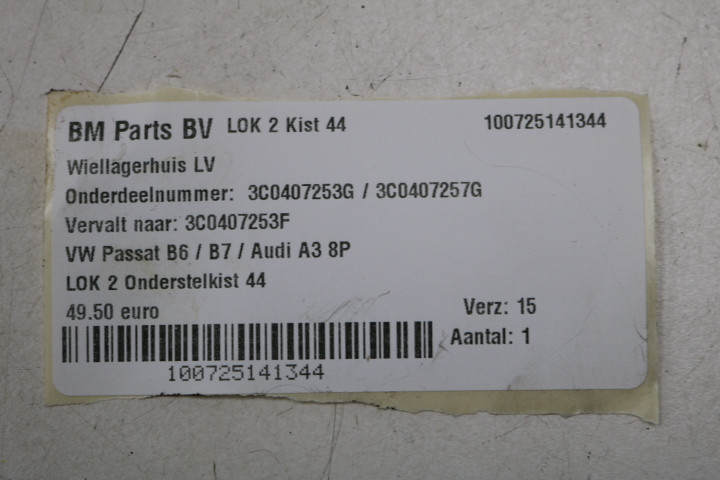 BM Parts BV LOK 2 Kist 44 100725141344
Wiellagerhuis LV
Onderdeelnummer: 3C0407253G / 3C0407257G
Vervalt naar: 3C0407253F
VW Passat B6 / B7 / Audi A3 8P
LOK 2 Onderstelkist 44
49.50 euro Verz: 15
Aantal: 1
100725141344